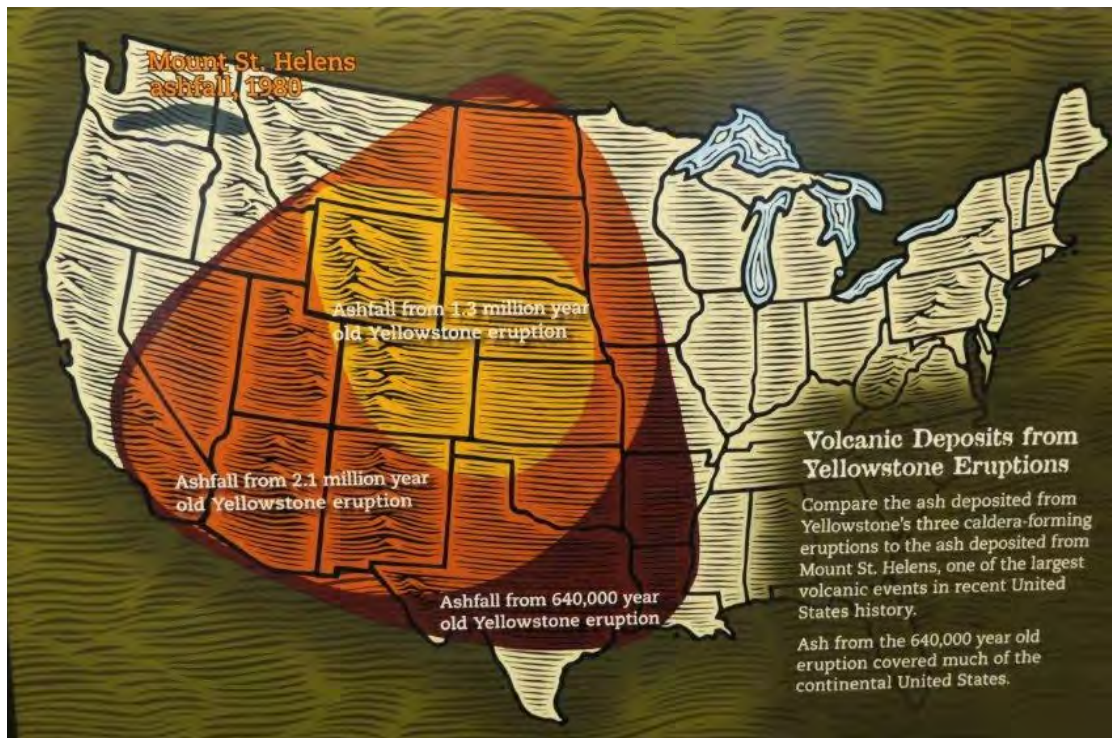 Mount St. Helens
ashfall, 1980
Ashfall from 1.3 million year
old Yellowstone eruption
Ashfall from 2.1 million year
old Yellowstone eruption
Ashfall from 640,000 year
old Yellowstone eruption
Volcanic Deposits from
Yellowstone Eruptions
Compare the ash deposited from
Yellowstone's three caldera-forming
eruptions to the ash deposited from
Mount St. Helens, one of the largest
volcanic events in recent United
States history.
Ash from the 640,000 year old
eruption covered much of the
continental United States.